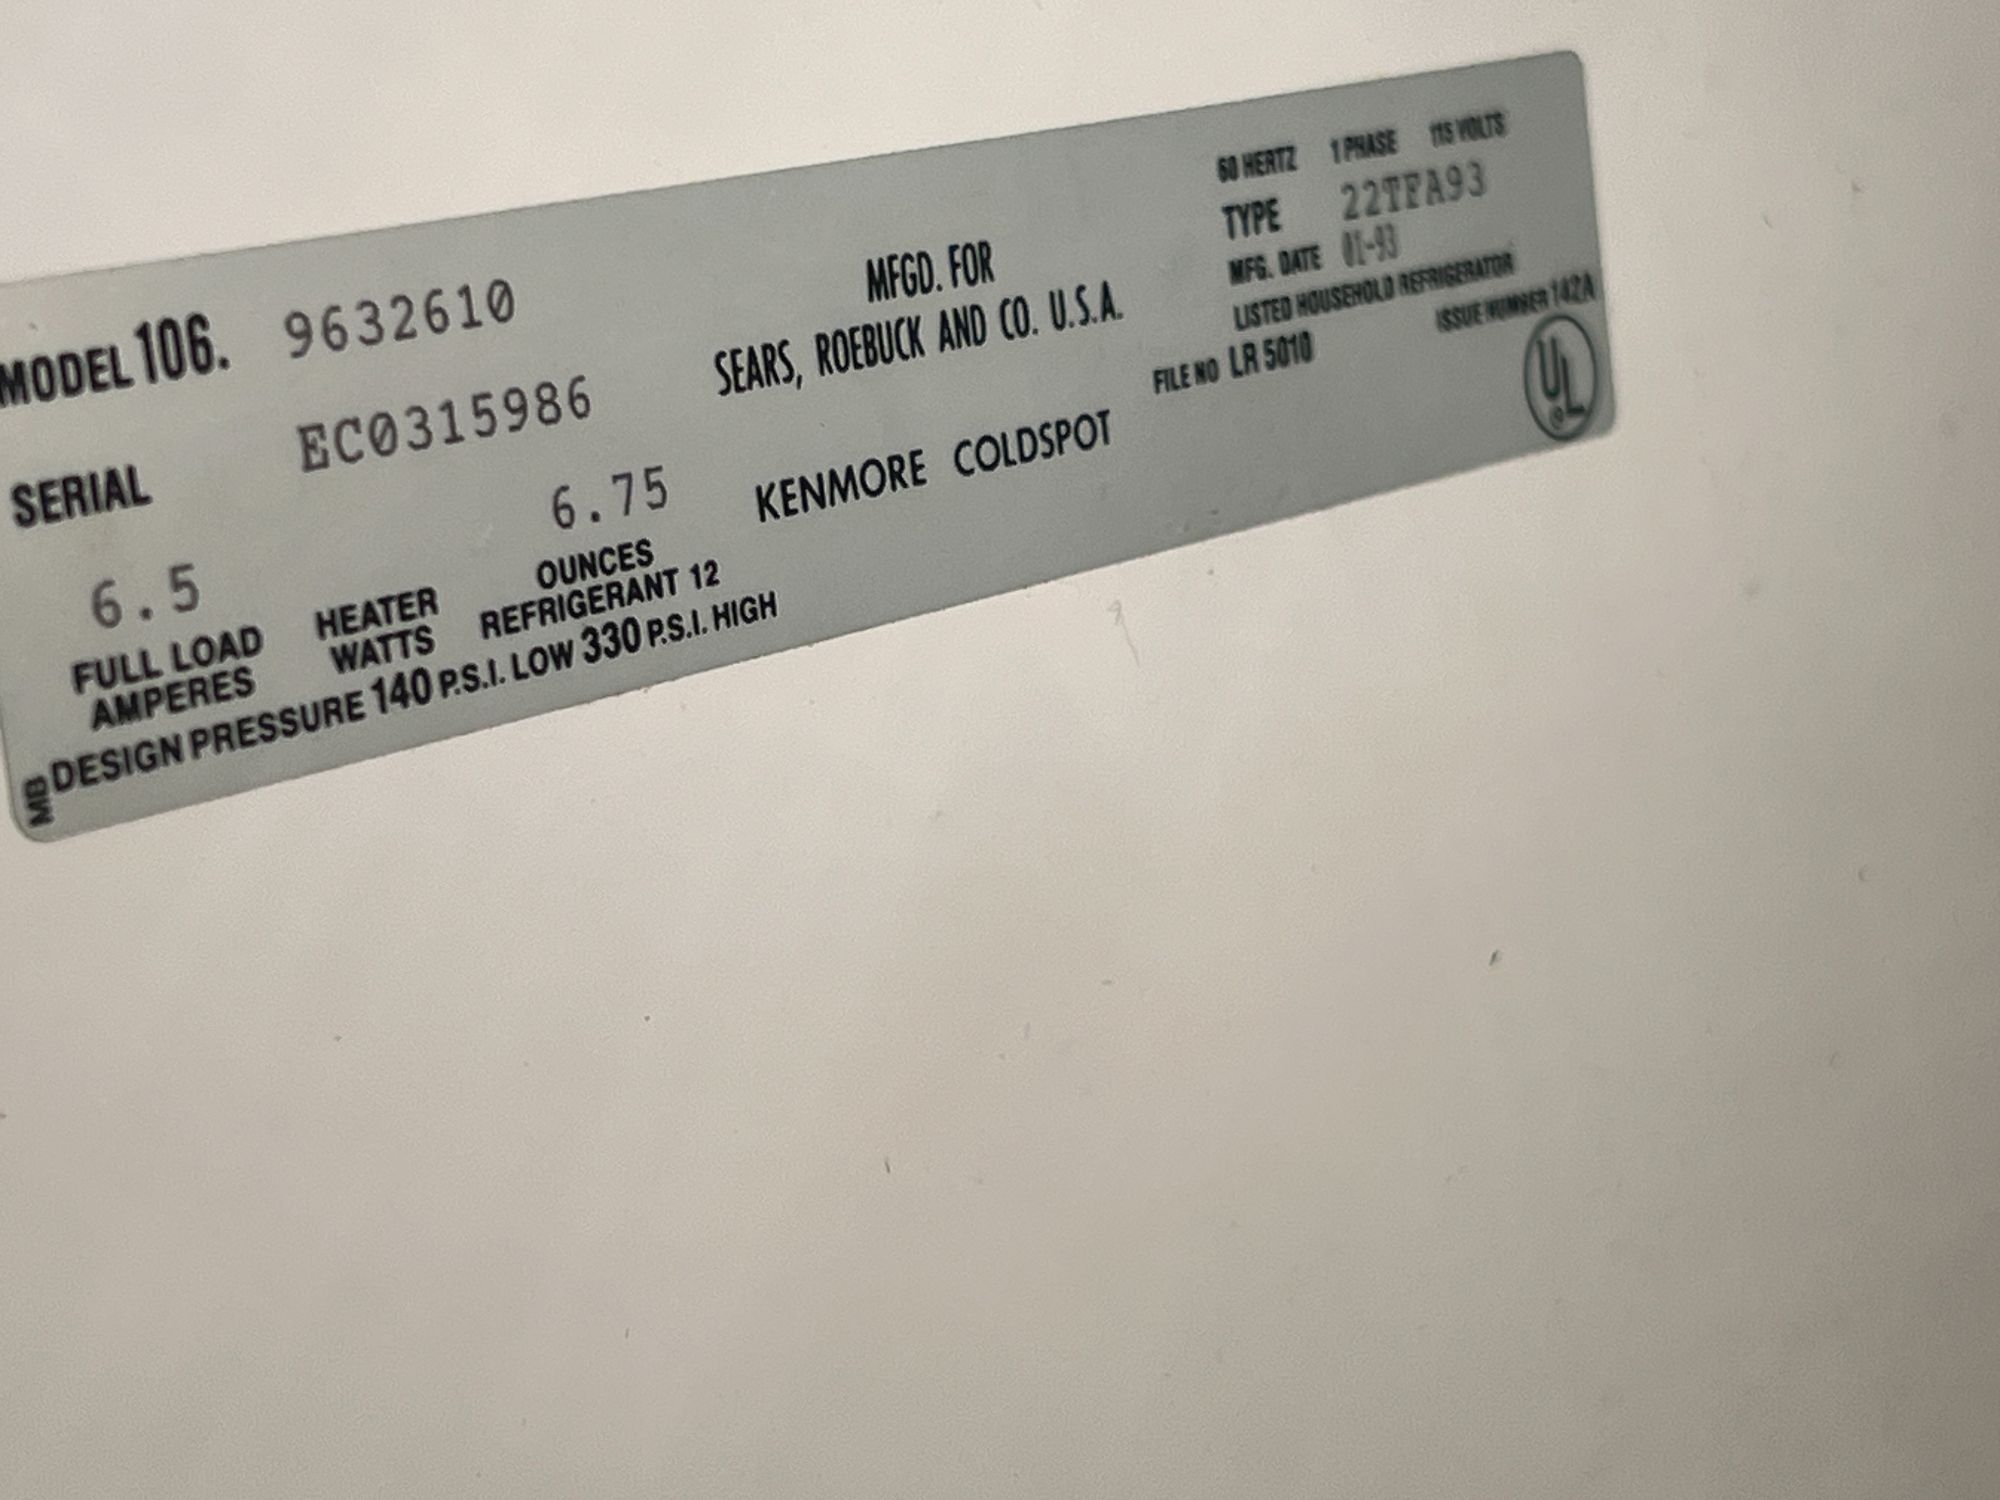 MODEL 106. 9632610
SERIAL EC0315986
6.5
FULL LOAD
AMPERES
HEATER
WATTS
6.75
OUNCES
REFRIGERANT 12
DESIGN PRESSURE 140 P.S.I. LOW 330 P.S.I. HIGH
MB
MFGD. FOR
SEARS, ROEBUCK AND CO. U.S.A.
KENMORE COLDSPOT
60 HERTZ 1 PHASE 115 VOLTS
TYPE 22TFA93
MFG. DATE 01-93
LISTED HOUSEHOLD REFRIGERATOR
ISSUE NUMBER 142A
FILE NO LR 5010
UL
®